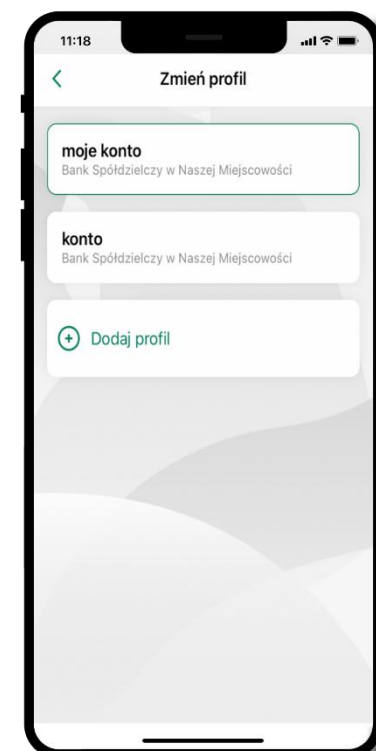 11:18
Zmień profil
moje konto
Bank Spółdzielczy w Naszej Miejscowości
konto
Bank Spółdzielczy w Naszej Miejscowości
Dodaj profil